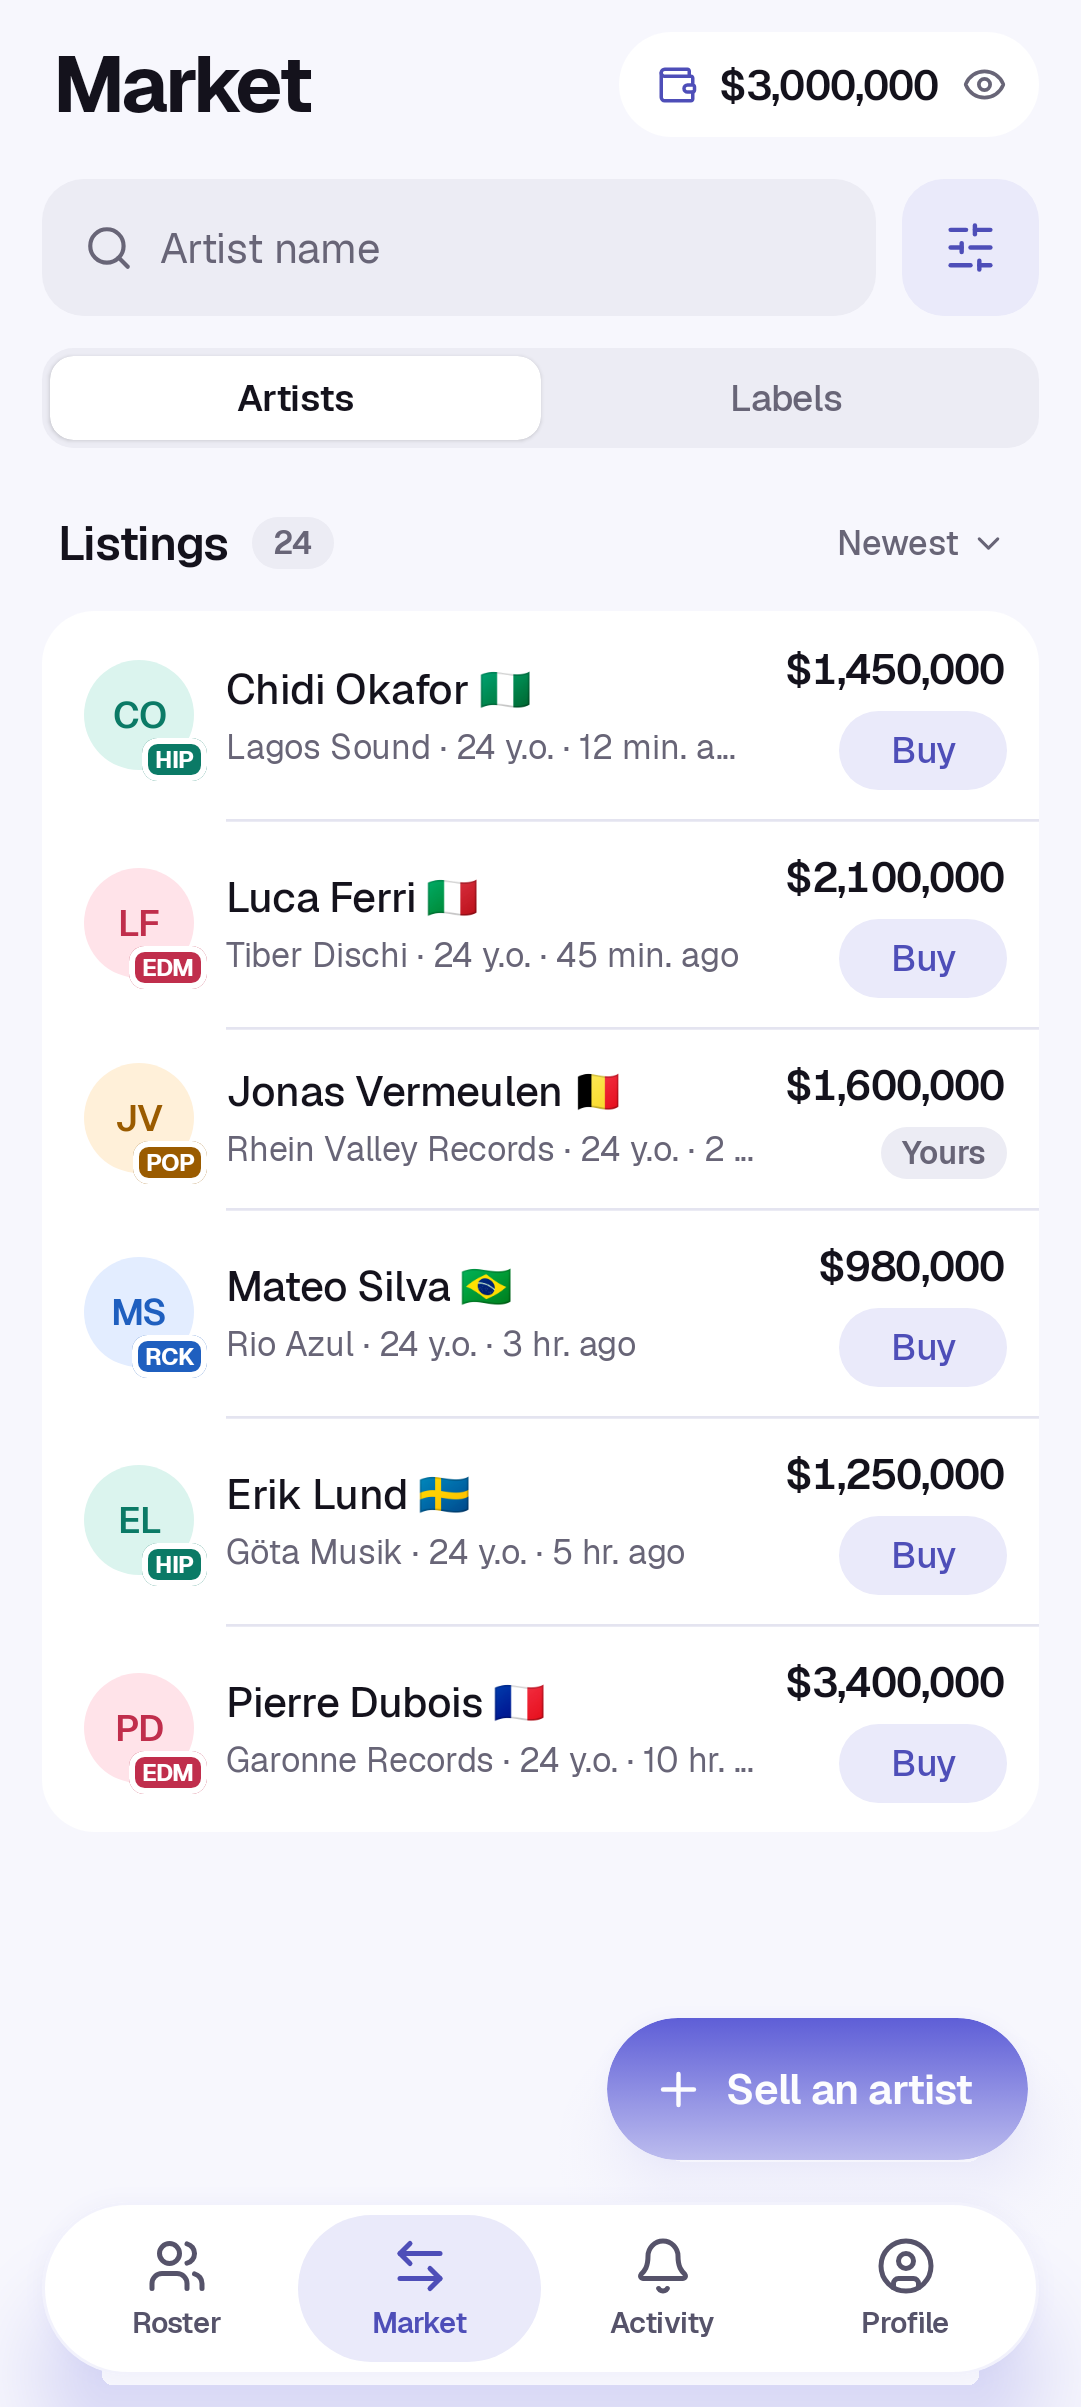 Market
$3,000,000
Artist name
Artists
Labels
Listings
24
Newest
CO
HIP
Chidi Okafor
Lagos Sound · 24 y.o. · 12 min. a...
$1,450,000
Buy
LF
EDM
Luca Ferri
Tiber Dischi · 24 y.o. · 45 min. ago
$2,100,000
Buy
JV
POP
Jonas Vermeulen
Rhein Valley Records · 24 y.o. · 2 ...
$1,600,000
Yours
MS
RCK
Mateo Silva
Rio Azul · 24 y.o. · 3 hr. ago
$980,000
Buy
EL
HIP
Erik Lund
Göta Musik · 24 y.o. · 5 hr. ago
$1,250,000
Buy
PD
EDM
Pierre Dubois
Garonne Records · 24 y.o. · 10 hr. ...
$3,400,000
Buy
Sell an artist
Roster
Market
Activity
Profile